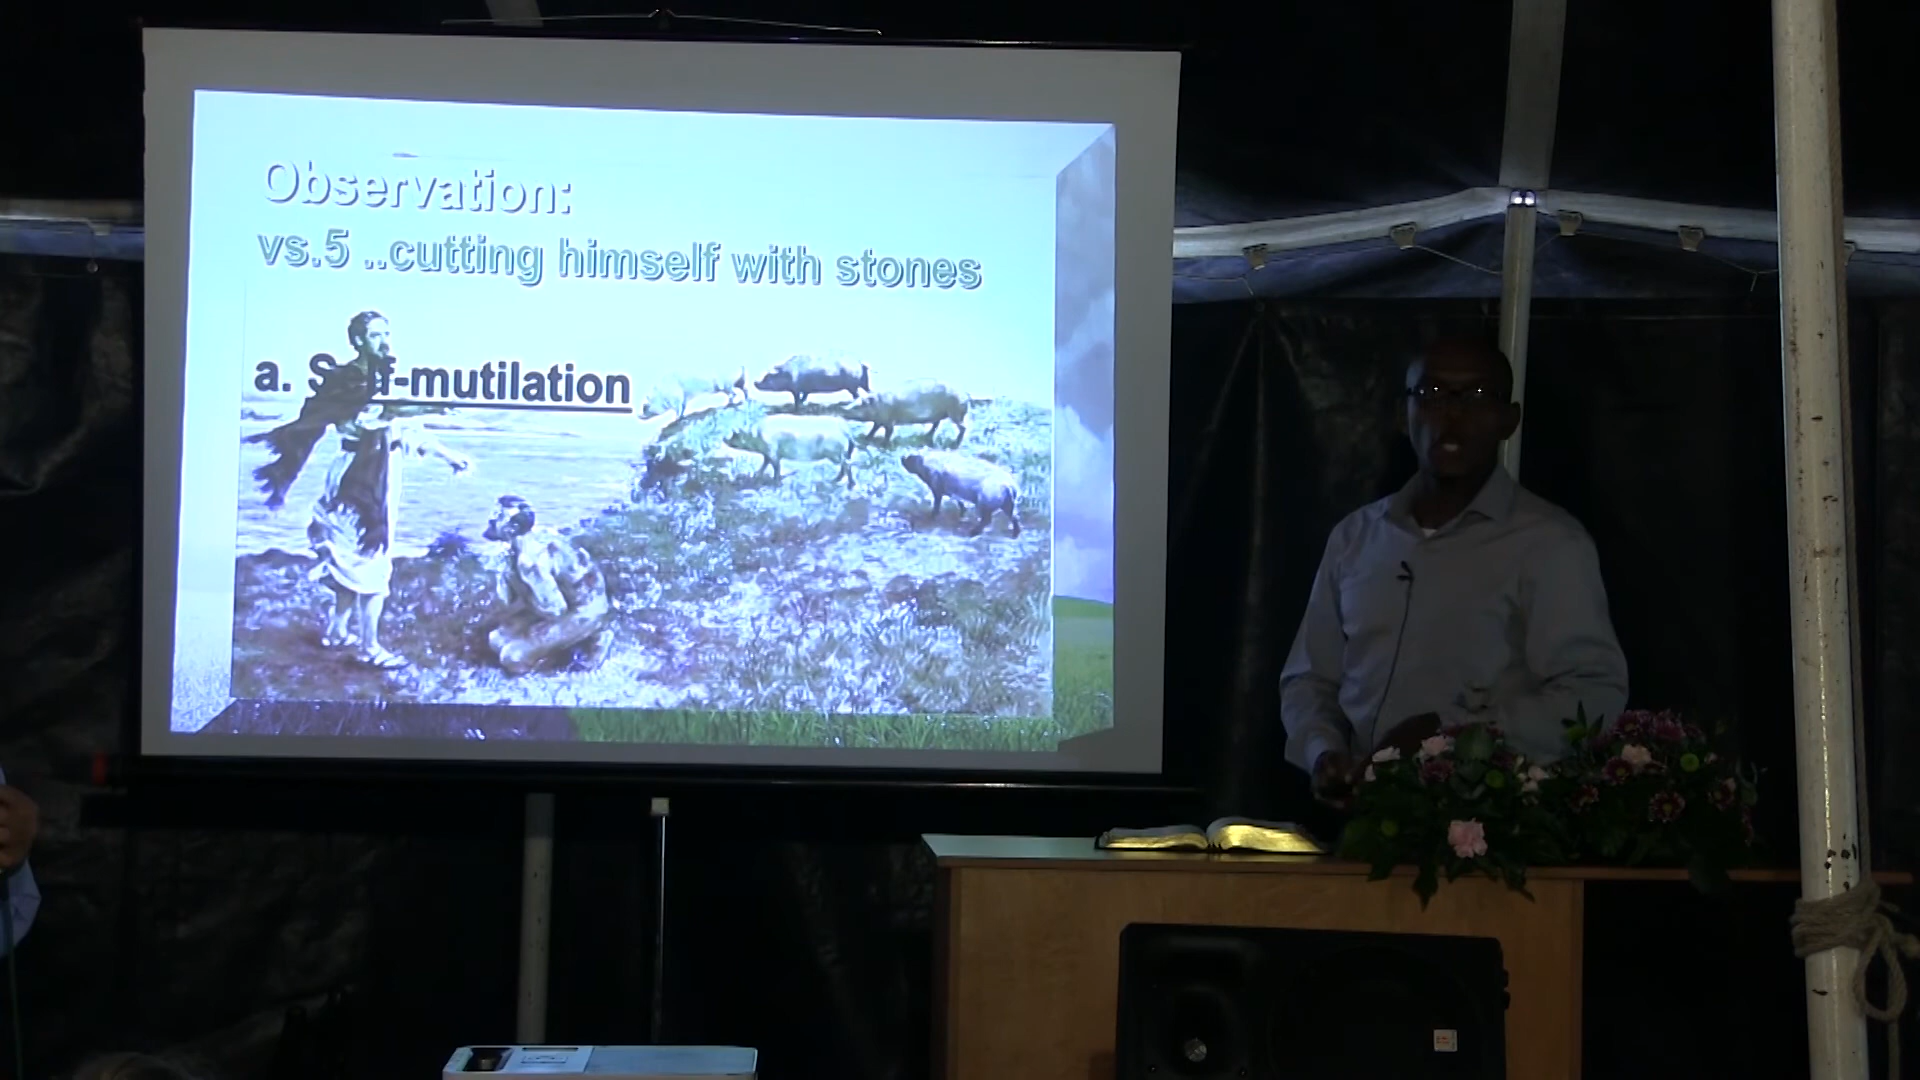 Observation:
vs.5 ..cutting himself with stones
a. Self-mutilation